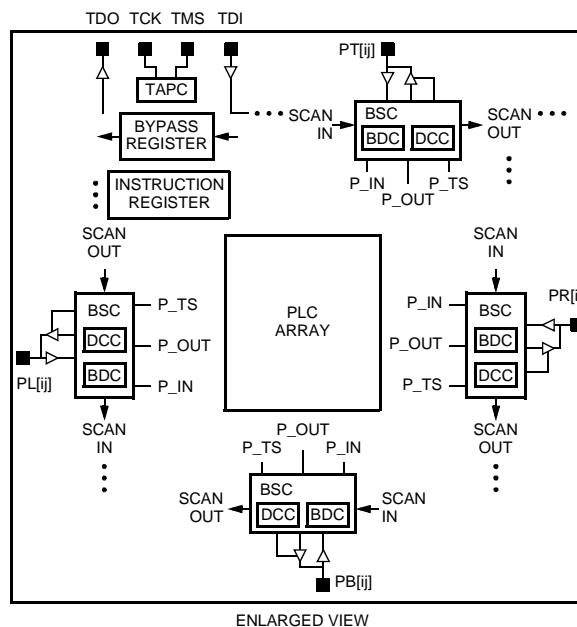 TDO TCK TMS TDI
PT[ij]
TAPC
BYPASS
REGISTER
INSTRUCTION
REGISTER
SCAN
IN
BSC
BDC DCC
SCAN
OUT
P_IN P_TS
P_OUT
SCAN
OUT
BSC
DCC
BDC
P_TS
P_OUT
P_IN
PL[ij]
SCAN
IN
PLC
ARRAY
SCAN
IN
P_IN
P_OUT
P_TS
BSC
BDC
DCC
PR[i
SCAN
OUT
P_OUT
P_TS P_IN
BSC
DCC BDC
SCAN
OUT
SCAN
IN
PB[ij]
ENLARGED VIEW